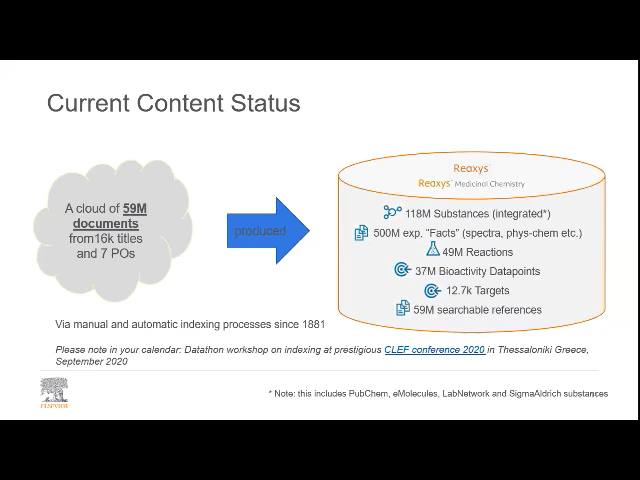 Current Content Status
A cloud of 59M
documents
from16k titles
and 7 POs
produced
Reaxys™
Reaxys™ Medicinal Chemistry
118M Substances (integrated*)
500M exp. "Facts" (spectra, phys-chem etc.)
49M Reactions
37M Bioactivity Datapoints
12.7k Targets
59M searchable references
Via manual and automatic indexing processes since 1881
Please note in your calendar: Datathon workshop on indexing at prestigious CLEF conference 2020 in Thessaloniki Greece,
September 2020
ELSEVIER
* Note: this includes PubChem, eMolecules, LabNetwork and SigmaAldrich substances